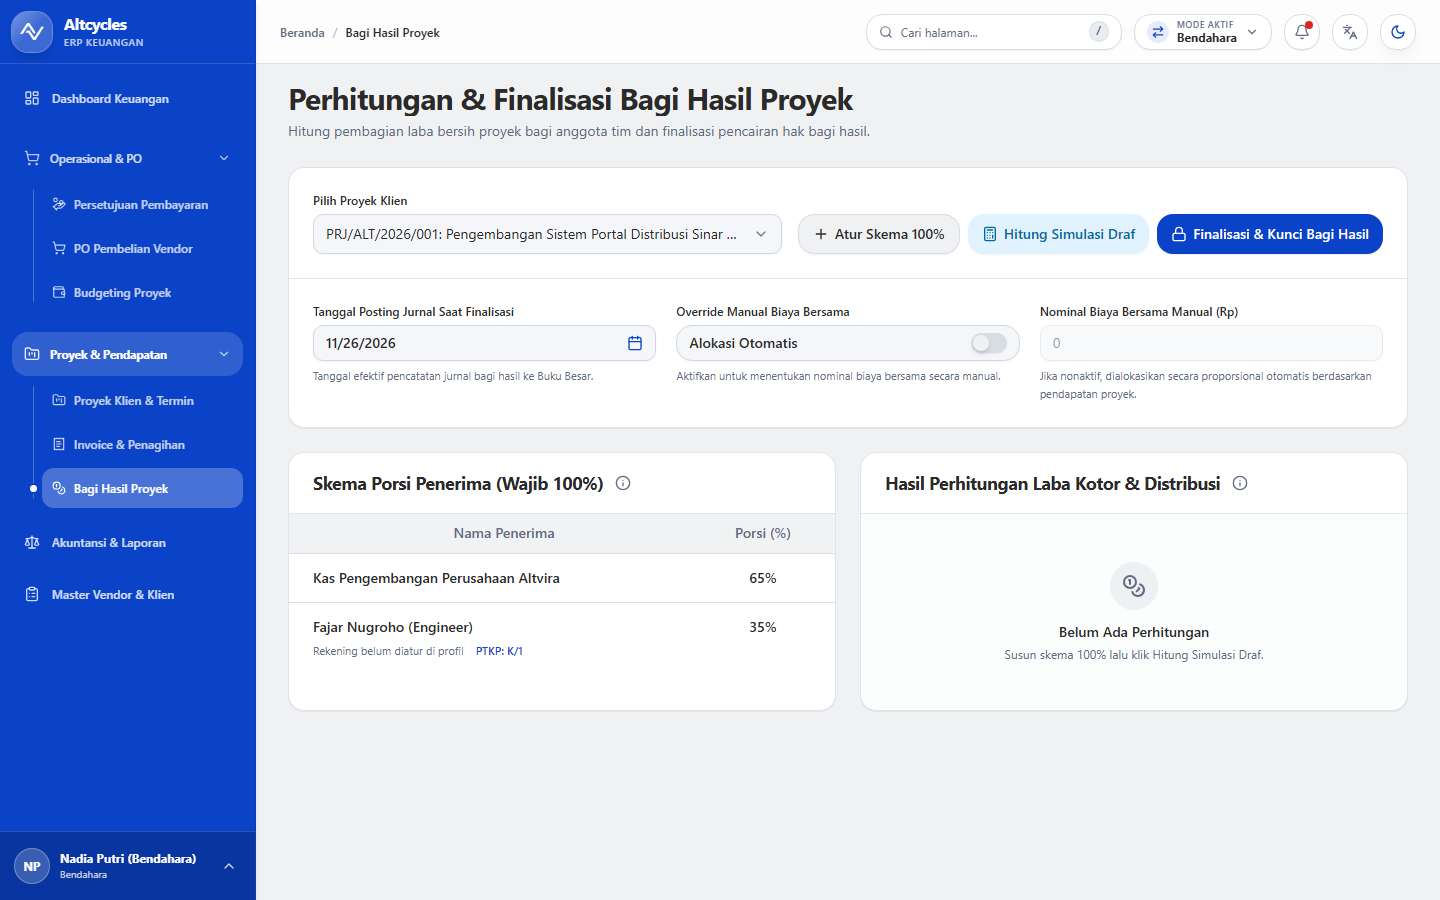 Altcycles
ERP KEUANGAN
Dashboard Keuangan
Operasional & PO
Persetujuan Pembayaran
PO Pembelian Vendor
Budgeting Proyek
Proyek & Pendapatan
Proyek Klien & Termin
Invoice & Penagihan
Bagi Hasil Proyek
Akuntansi & Laporan
Master Vendor & Klien
NP
Nadia Putri (Bendahara)
Bendahara
Beranda / Bagi Hasil Proyek
Cari halaman...
/
MODE AKTIF
Bendahara
Perhitungan & Finalisasi Bagi Hasil Proyek
Hitung pembagian laba bersih proyek bagi anggota tim dan finalisasi pencairan hak bagi hasil.
Pilih Proyek Klien
PRJ/ALT/2026/001: Pengembangan Sistem Portal Distribusi Sinar ...
Atur Skema 100%
Hitung Simulasi Draf
Finalisasi & Kunci Bagi Hasil
Tanggal Posting Jurnal Saat Finalisasi
11/26/2026
Tanggal efektif pencatatan jurnal bagi hasil ke Buku Besar.
Override Manual Biaya Bersama
Alokasi Otomatis
Aktifkan untuk menentukan nominal biaya bersama secara manual.
Nominal Biaya Bersama Manual (Rp)
0
Jika nonaktif, dialokasikan secara proporsional otomatis berdasarkan
pendapatan proyek.
Skema Porsi Penerima (Wajib 100%)
Nama Penerima Porsi (%)
Kas Pengembangan Perusahaan Altvira 65%
Fajar Nugroho (Engineer) 35%
Rekening belum diatur di profil PTKP: K/1
Hasil Perhitungan Laba Kotor & Distribusi
Belum Ada Perhitungan
Susun skema 100% lalu klik Hitung Simulasi Draf.